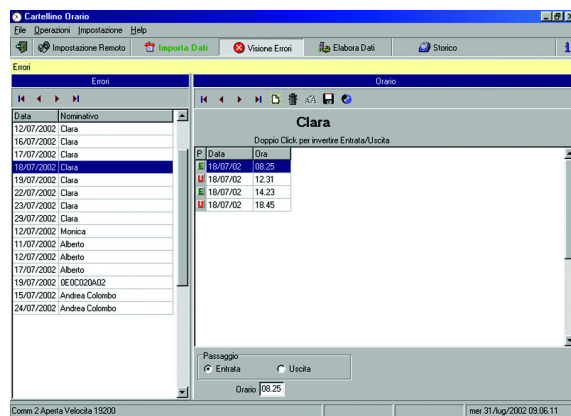 Cartellino Orario
File Operazioni Impostazione Help
Impostazione Remoto Importa Dati Visione Errori Elabora Dati Storico
Errori
Errori
Data Nominativo
12/07/2002 Clara
16/07/2002 Clara
17/07/2002 Clara
18/07/2002 Clara
19/07/2002 Clara
22/07/2002 Clara
23/07/2002 Clara
29/07/2002 Clara
12/07/2002 Monica
11/07/2002 Alberto
12/07/2002 Alberto
17/07/2002 Alberto
19/07/2002 0E0C020A02
15/07/2002 Andrea Colombo
24/07/2002 Andrea Colombo
Orario
Clara
Doppio Click per invertire Entrata/Uscita
P Data Ora
E 18/07/02 08.25
U 18/07/02 12.31
E 18/07/02 14.23
U 18/07/02 18.45
Passaggio
Entrata Uscita
Orario 08.25
Comm 2 Aperta Velocita 19200 mer 31/lug/2002 09.06.11